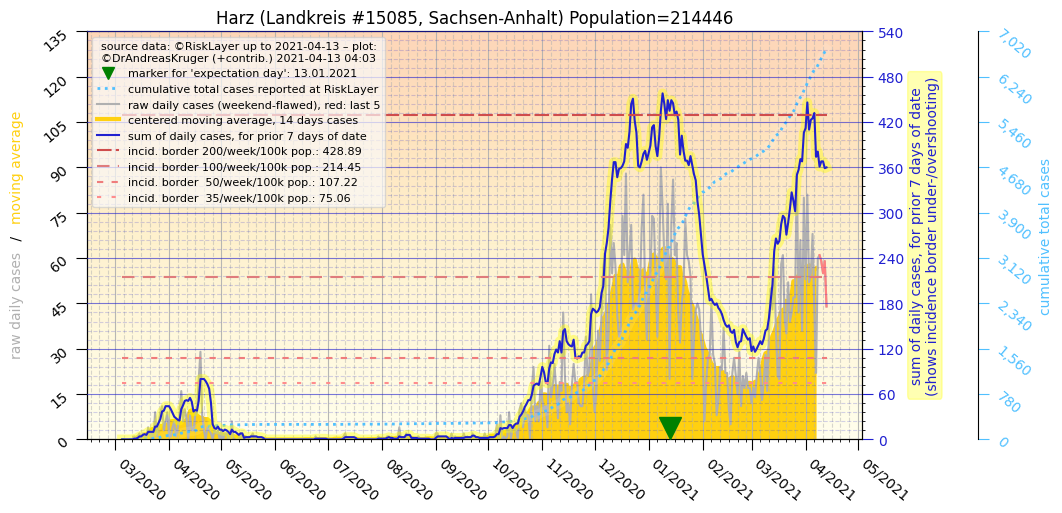 Harz (Landkreis #15085, Sachsen-Anhalt) Population=214446
source data: ©RiskLayer up to 2021-04-13 – plot:
©DrAndreasKruger (+contrib.) 2021-04-13 04:03
marker for 'expectation day': 13.01.2021
cumulative total cases reported at RiskLayer
raw daily cases (weekend-flawed), red: last 5
centered moving average, 14 days cases
sum of daily cases, for prior 7 days of date
incid. border 200/week/100k pop.: 428.89
incid. border 100/week/100k pop.: 214.45
incid. border  50/week/100k pop.: 107.22
incid. border  35/week/100k pop.: 75.06
raw daily cases / moving average
135
120
105
90
75
60
45
30
15
0
540
480
420
360
300
240
180
120
60
0
sum of daily cases, for prior 7 days of date
(shows incidence border under-/overshooting)
7,020
6,240
5,460
4,680
3,900
3,120
2,340
1,560
780
0
cumulative total cases
03/2020
04/2020
05/2020
06/2020
07/2020
08/2020
09/2020
10/2020
11/2020
12/2020
01/2021
02/2021
03/2021
04/2021
05/2021